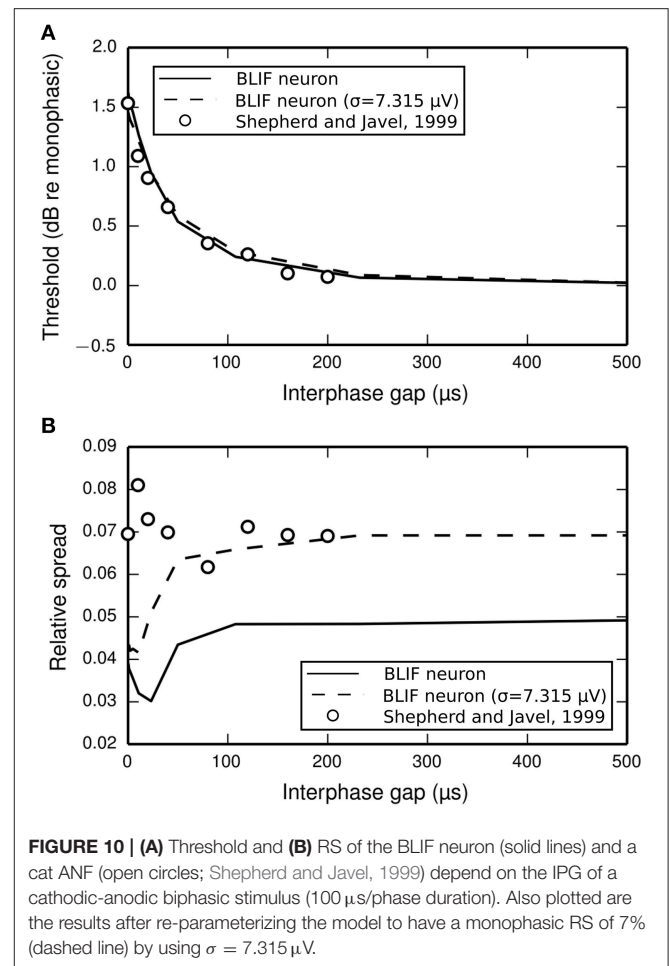 A
2.0
1.5
1.0
0.5
0.0
−0.5
Threshold (dB re monophasic)
BLIF neuron
BLIF neuron (σ=7.315 µV)
Shepherd and Javel, 1999
0 100 200 300 400 500
Interphase gap (µs)
B
0.09
0.08
0.07
0.06
0.05
0.04
0.03
0.02
Relative spread
BLIF neuron
BLIF neuron (σ=7.315 µV)
Shepherd and Javel, 1999
0 100 200 300 400 500
Interphase gap (µs)
FIGURE 10 | (A) Threshold and (B) RS of the BLIF neuron (solid lines) and a
cat ANF (open circles; Shepherd and Javel, 1999) depend on the IPG of a
cathodic-anodic biphasic stimulus (100 µs/phase duration). Also plotted are
the results after re-parameterizing the model to have a monophasic RS of 7%
(dashed line) by using σ = 7.315 µV.